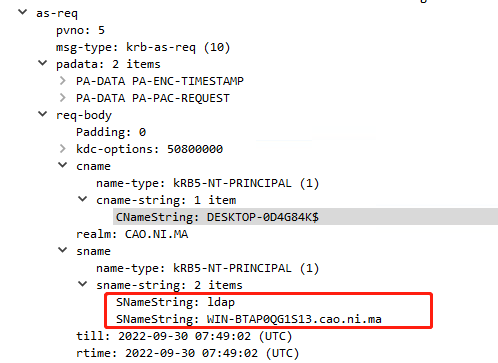 as-req
pvno: 5
msg-type: krb-as-req (10)
padata: 2 items
PA-DATA PA-ENC-TIMESTAMP
PA-DATA PA-PAC-REQUEST
req-body
Padding: 0
kdc-options: 50800000
cname
name-type: kRB5-NT-PRINCIPAL (1)
cname-string: 1 item
CNameString: DESKTOP-0D4G84K$
realm: CAO.NI.MA
sname
name-type: kRB5-NT-PRINCIPAL (1)
sname-string: 2 items
SNameString: ldap
SNameString: WIN-BTAP0QG1S13.cao.ni.ma
till: 2022-09-30 07:49:02 (UTC)
rtime: 2022-09-30 07:49:02 (UTC)